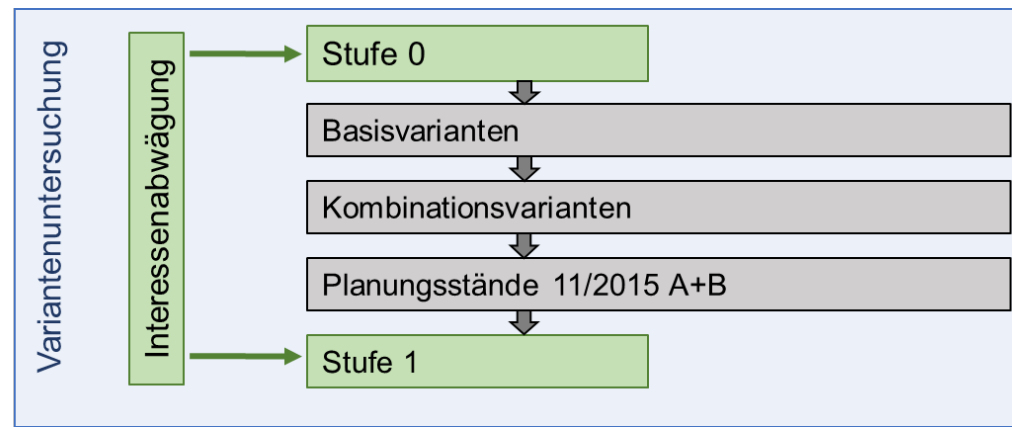 Variantenuntersuchung
Interessenabwägung
Stufe 0
Basisvarianten
Kombinationsvarianten
Planungsstände 11/2015 A+B
Stufe 1